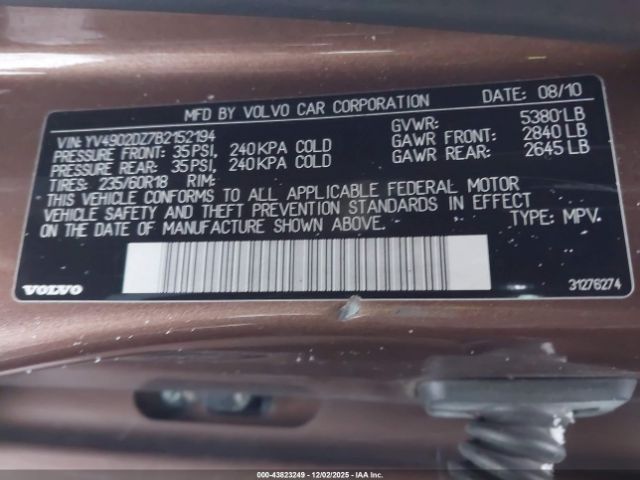 MFD BY VOLVO CAR CORPORATION DATE: 08/10
VIN: YV4902DZ7B2152194 GVWR: 5380 LB
PRESSURE FRONT: 35 PSI, 240 KPA COLD GAWR FRONT: 2840 LB
PRESSURE REAR: 35 PSI, 240 KPA COLD GAWR REAR: 2645 LB
TIRES: 235/60R18 RIM:
THIS VEHICLE CONFORMS TO ALL APPLICABLE FEDERAL MOTOR
VEHICLE SAFETY AND THEFT PREVENTION STANDARDS IN EFFECT
ON THE DATE OF MANUFACTURE SHOWN ABOVE. TYPE: MPV.
VOLVO 31276274
000-43823249 - 12/02/2025 - IAA Inc.